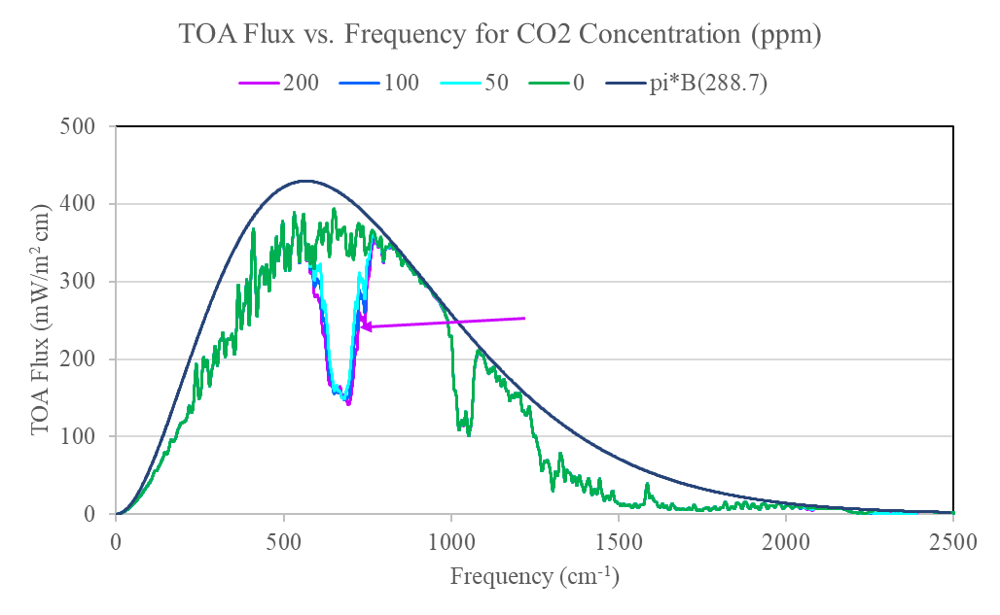 TOA Flux vs. Frequency for CO2 Concentration (ppm)
200 100 50 0 pi*B(288.7)
500
400
300
200
100
0
TOA Flux (mW/m² cm)
0 500 1000 1500 2000 2500
Frequency (cm⁻¹)